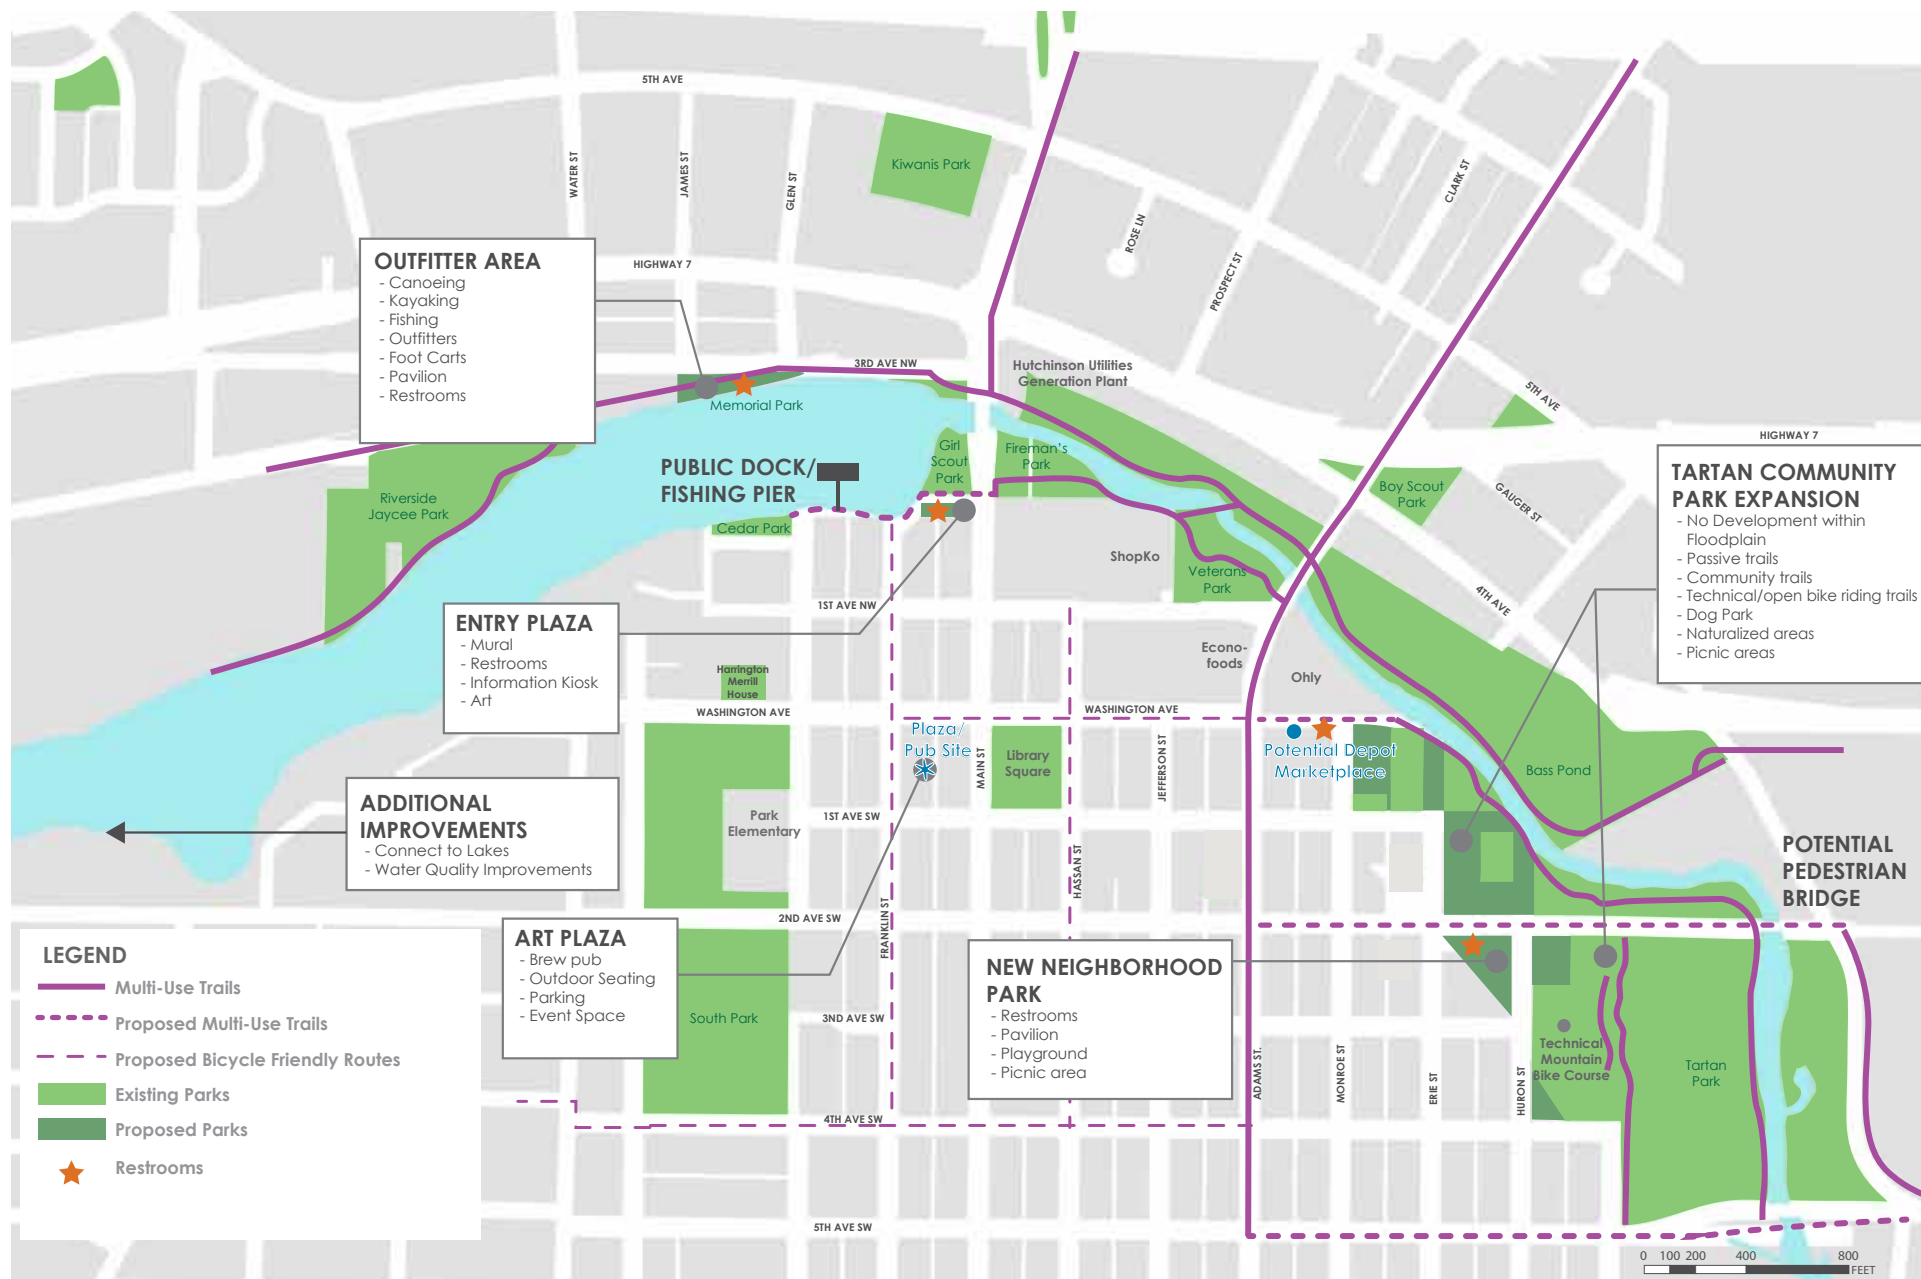 5TH AVE
Kiwanis Park
WATER ST
JAMES ST
GLEN ST
CLARK ST
ROSE LN
PROSPECT ST
HIGHWAY 7
OUTFITTER AREA
- Canoeing
- Kayaking
- Fishing
- Outfitters
- Foot Carts
- Pavilion
- Restrooms
3RD AVE NW
Hutchinson Utilities
Generation Plant
Memorial Park
5TH AVE
HIGHWAY 7
Girl
Scout
Park
Fireman's
Park
PUBLIC DOCK/
FISHING PIER
Riverside
Jaycee Park
Cedar Park
Boy Scout
Park
GAUGER ST
TARTAN COMMUNITY
PARK EXPANSION
- No Development within
Floodplain
- Passive trails
- Community trails
- Technical/open bike riding trails
- Dog Park
- Naturalized areas
- Picnic areas
ShopKo
Veterans
Park
4TH AVE
1ST AVE NW
ENTRY PLAZA
- Mural
- Restrooms
- Information Kiosk
- Art
Econo-
foods
Ohly
Harrington
Merrill
House
WASHINGTON AVE
WASHINGTON AVE
Plaza/
Pub Site
MAIN ST
Library
Square
JEFFERSON ST
Potential Depot
Marketplace
Bass Pond
ADDITIONAL
IMPROVEMENTS
- Connect to Lakes
- Water Quality Improvements
Park
Elementary
1ST AVE SW
HASSAN ST
POTENTIAL
PEDESTRIAN
BRIDGE
2ND AVE SW
FRANKLIN ST
ART PLAZA
- Brew pub
- Outdoor Seating
- Parking
- Event Space
NEW NEIGHBORHOOD
PARK
- Restrooms
- Pavilion
- Playground
- Picnic area
South Park
3ND AVE SW
Technical
Mountain
Bike Course
Tartan
Park
ADAMS ST.
MONROE ST
ERIE ST
HURON ST
4TH AVE SW
5TH AVE SW
LEGEND
Multi-Use Trails
Proposed Multi-Use Trails
Proposed Bicycle Friendly Routes
Existing Parks
Proposed Parks
Restrooms
0 100 200 400 800
FEET